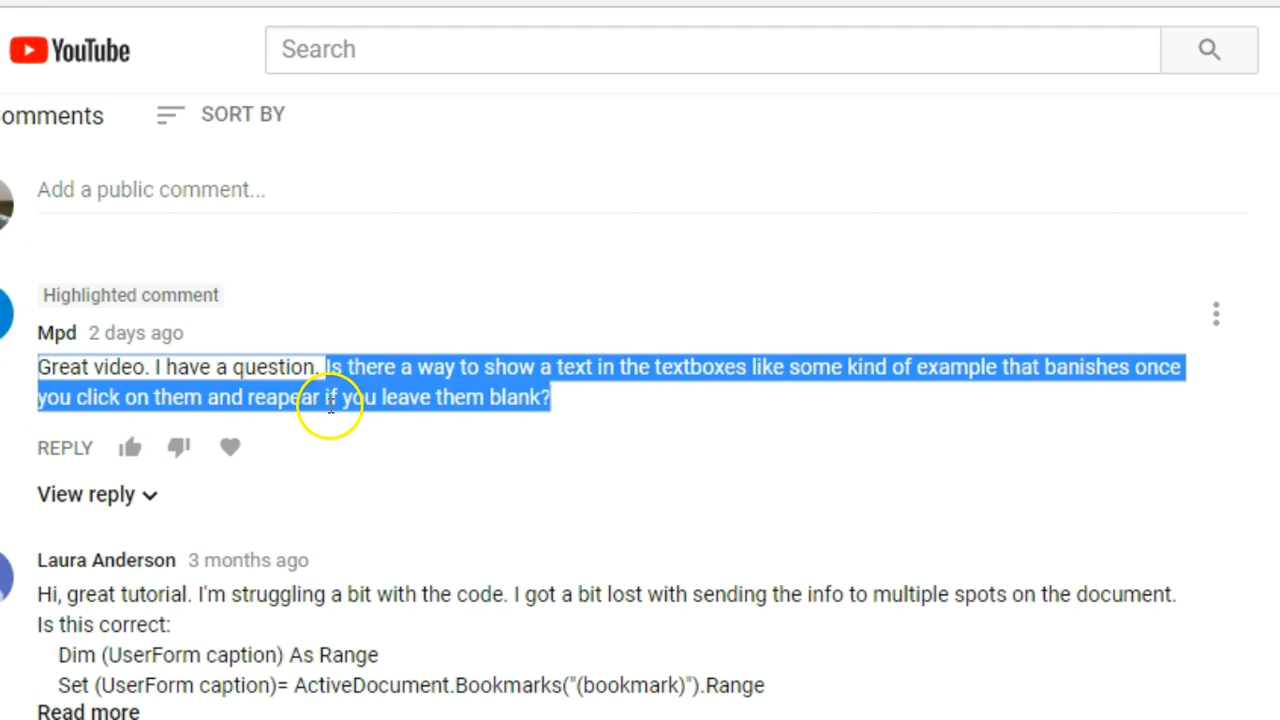 YouTube
Search
omments
SORT BY
Add a public comment...
Highlighted comment
Mpd 2 days ago
Great video. I have a question. Is there a way to show a text in the textboxes like some kind of example that banishes once
you click on them and reapear if you leave them blank?
REPLY
View reply
Laura Anderson 3 months ago
Hi, great tutorial. I'm struggling a bit with the code. I got a bit lost with sending the info to multiple spots on the document.
Is this correct:
Dim (UserForm caption) As Range
Set (UserForm caption)= ActiveDocument.Bookmarks("(bookmark)").Range
Read more